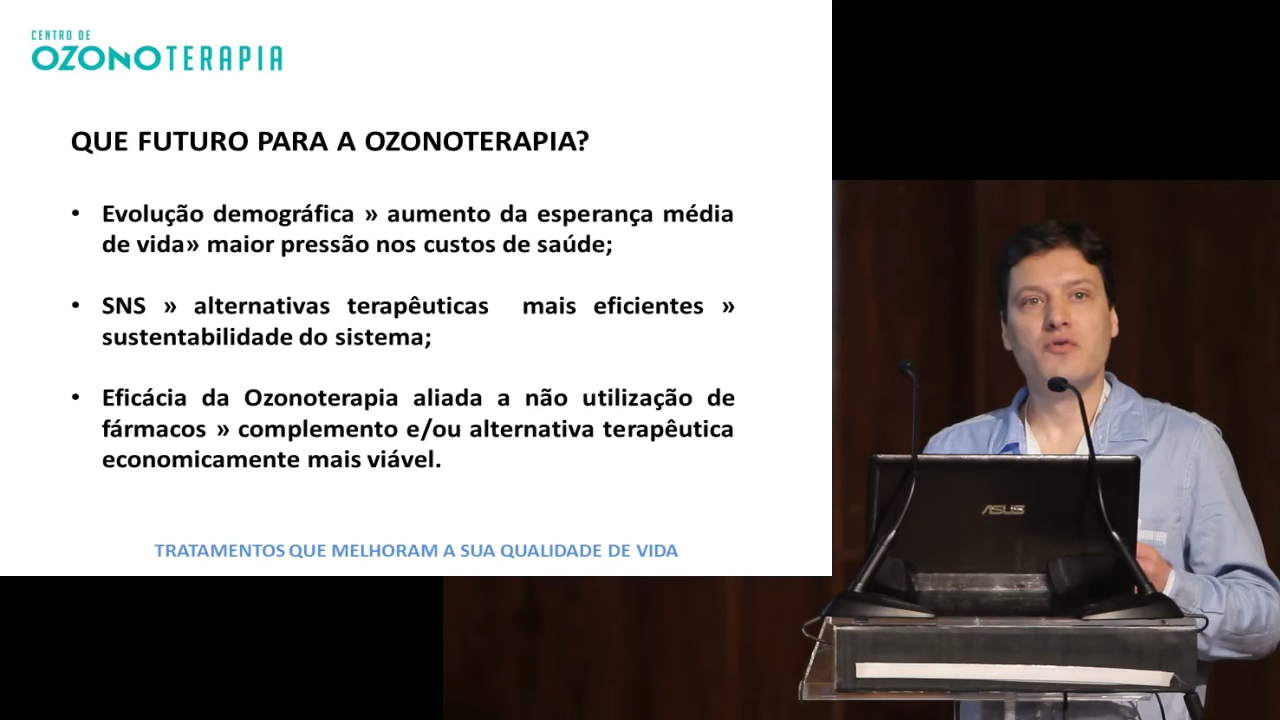 CENTRO DE
OZONOTERAPIA
QUE FUTURO PARA A OZONOTERAPIA?
• Evolução demográfica » aumento da esperança média
de vida» maior pressão nos custos de saúde;
• SNS » alternativas terapêuticas mais eficientes »
sustentabilidade do sistema;
• Eficácia da Ozonoterapia aliada a não utilização de
fármacos » complemento e/ou alternativa terapêutica
economicamente mais viável.
TRATAMENTOS QUE MELHORAM A SUA QUALIDADE DE VIDA
ASUS